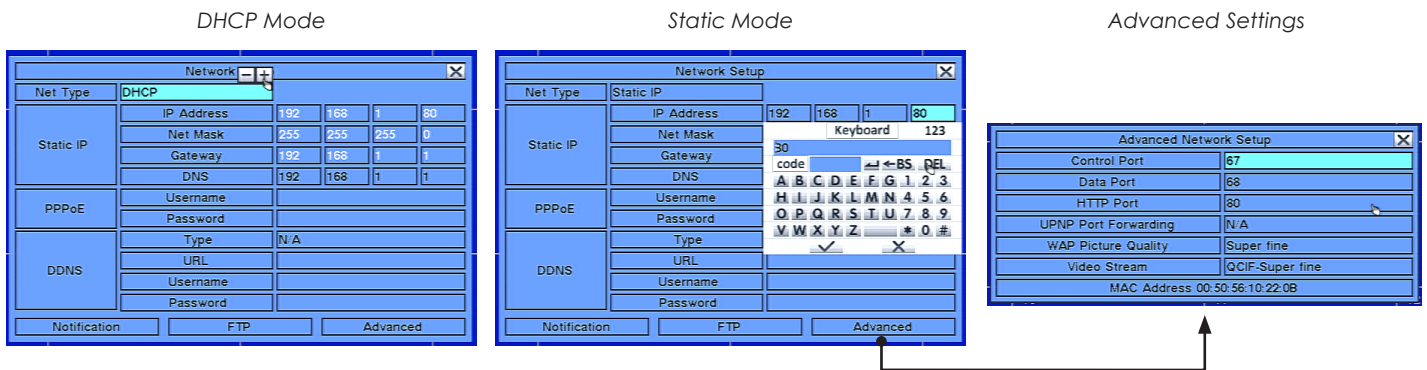 DHCP Mode
Network
Net Type DHCP
Static IP
IP Address 192 168 1 80
Net Mask 255 255 255 0
Gateway 192 168 1 1
DNS 192 168 1 1
PPPoE
Username
Password
DDNS
Type N/A
URL
Username
Password
Notification FTP Advanced
Static Mode
Network Setup
Net Type Static IP
Static IP
IP Address 192 168 1 80
Net Mask
Gateway
DNS
PPPoE
Username
Password
DDNS
Type
URL
Username
Password
Keyboard 123
80
code ←BS DEL
A B C D E F G 1 2 3
H I J K L M N 4 5 6
O P Q R S T U 7 8 9
V W X Y Z * 0 #
Notification FTP Advanced
Advanced Settings
Advanced Network Setup
Control Port 67
Data Port 68
HTTP Port 80
UPNP Port Forwarding N/A
WAP Picture Quality Super fine
Video Stream QCIF-Super fine
MAC Address 00:50:56:10:22:0B